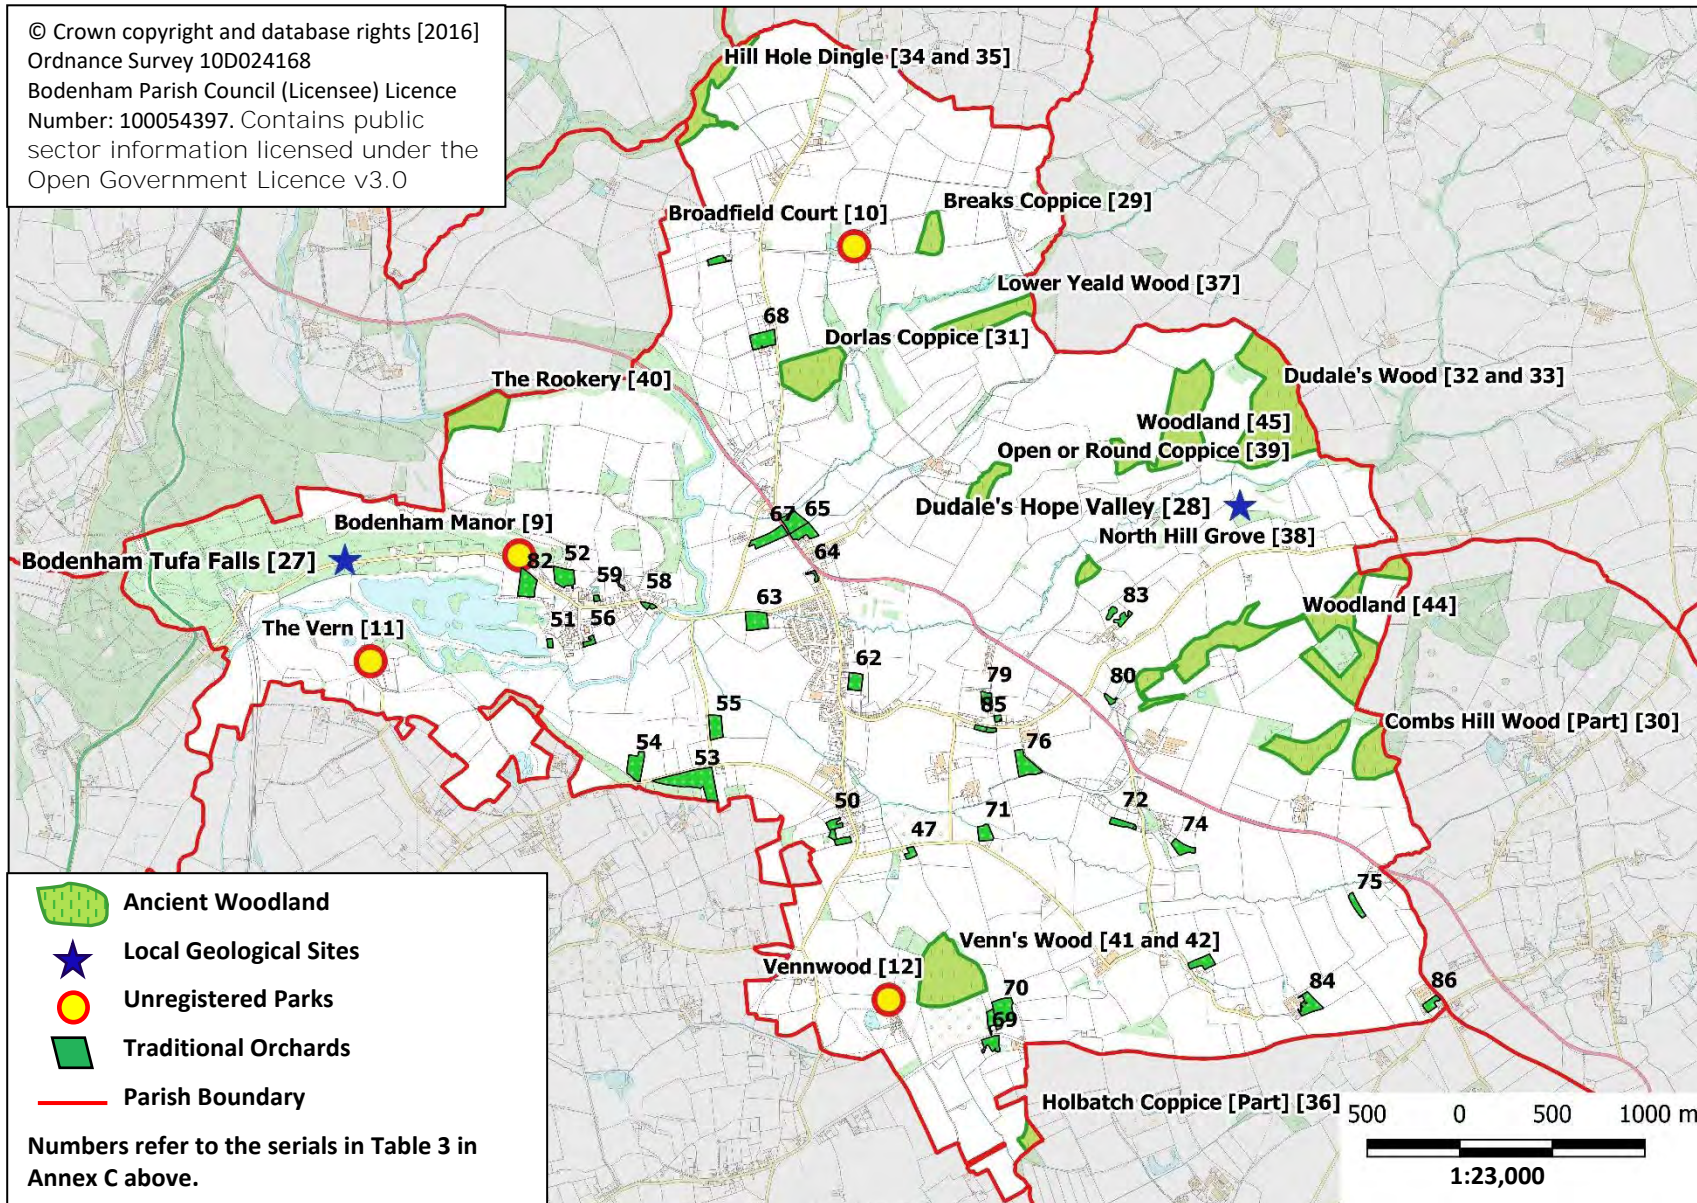 © Crown copyright and database rights [2016]
Ordnance Survey 10D024168
Bodenham Parish Council (Licensee) Licence
Number: 100054397. Contains public
sector information licensed under the
Open Government Licence v3.0
Hill Hole Dingle [34 and 35]
Breaks Coppice [29]
Broadfield Court [10]
Lower Yeald Wood [37]
68
Dorlas Coppice [31]
The Rookery [40]
Dudale's Wood [32 and 33]
Woodland [45]
Open or Round Coppice [39]
Dudale's Hope Valley [28]
67
65
Bodenham Manor [9]
North Hill Grove [38]
Bodenham Tufa Falls [27]
82
52
59
58
64
63
83
Woodland [44]
The Vern [11]
51
56
62
79
80
85
55
Combs Hill Wood [Part] [30]
54
53
76
50
47
71
72
74
75
Venn's Wood [41 and 42]
Vennwood [12]
70
84
86
69
Holbatch Coppice [Part] [36]
Ancient Woodland
Local Geological Sites
Unregistered Parks
Traditional Orchards
Parish Boundary
Numbers refer to the serials in Table 3 in
Annex C above.
500 0 500 1000 m
1:23,000